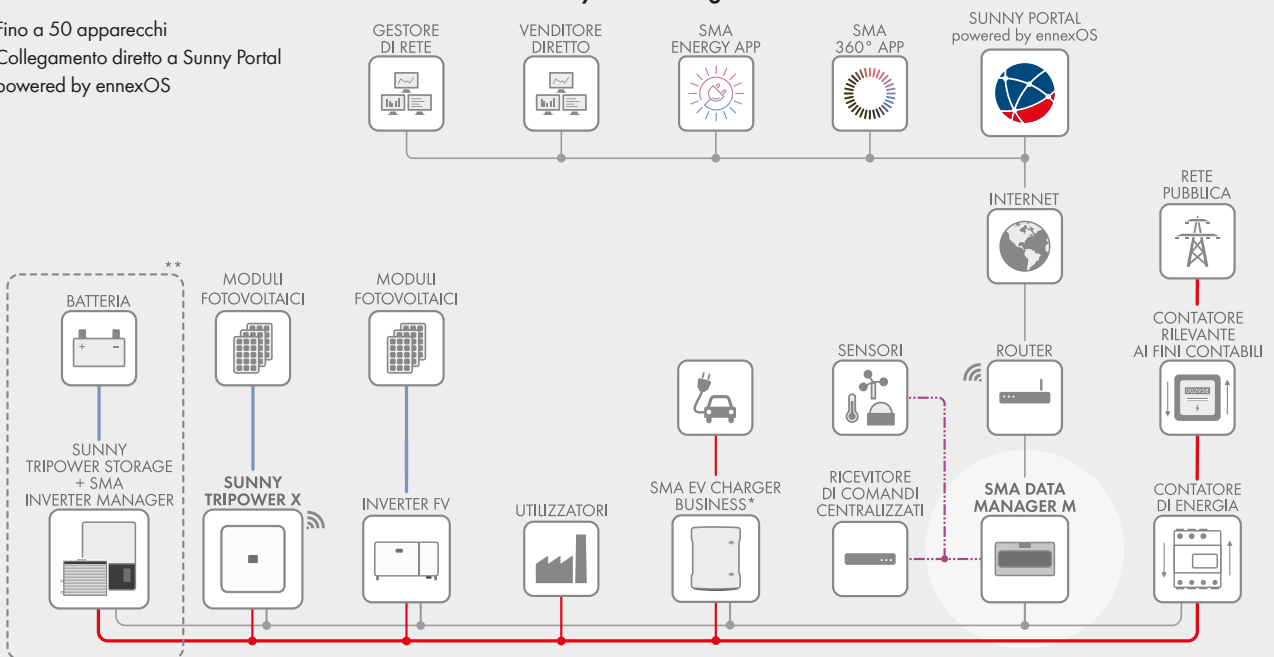 Fino a 50 apparecchi
Collegamento diretto a Sunny Portal
powered by ennexOS
GESTORE
DI RETE
VENDITORE
DIRETTO
SMA
ENERGY APP
SMA
360° APP
SUNNY PORTAL
powered by ennexOS
INTERNET
RETE
PUBBLICA
**
BATTERIA
MODULI
FOTOVOLTAICI
MODULI
FOTOVOLTAICI
SENSORI
ROUTER
CONTATORE
RILEVANTE
AI FINI CONTABILI
SUNNY
TRIPOWER STORAGE
+ SMA
INVERTER MANAGER
SUNNY
TRIPOWER X
INVERTER FV
UTILIZZATORI
SMA EV CHARGER
BUSINESS*
RICEVITORE
DI COMANDI
CENTRALIZZATI
SMA DATA
MANAGER M
CONTATORE
DI ENERGIA